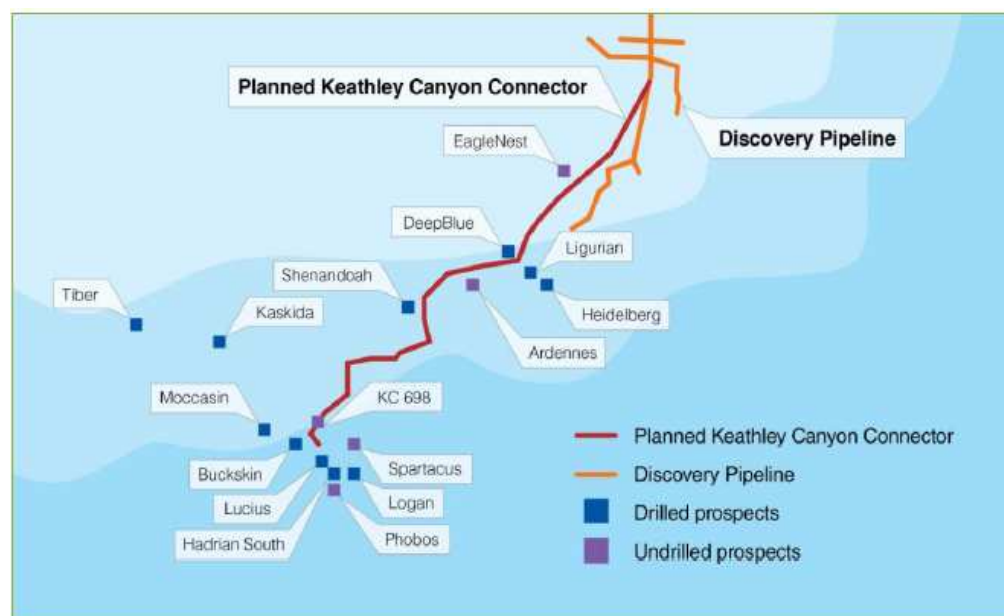 Planned Keathley Canyon Connector
Discovery Pipeline
EagleNest
DeepBlue
Ligurian
Shenandoah
Heidelberg
Tiber
Kaskida
Ardennes
Moccasin
KC 698
Buckskin
Spartacus
Lucius
Logan
Hadrian South
Phobos
Planned Keathley Canyon Connector
Discovery Pipeline
Drilled prospects
Undrilled prospects